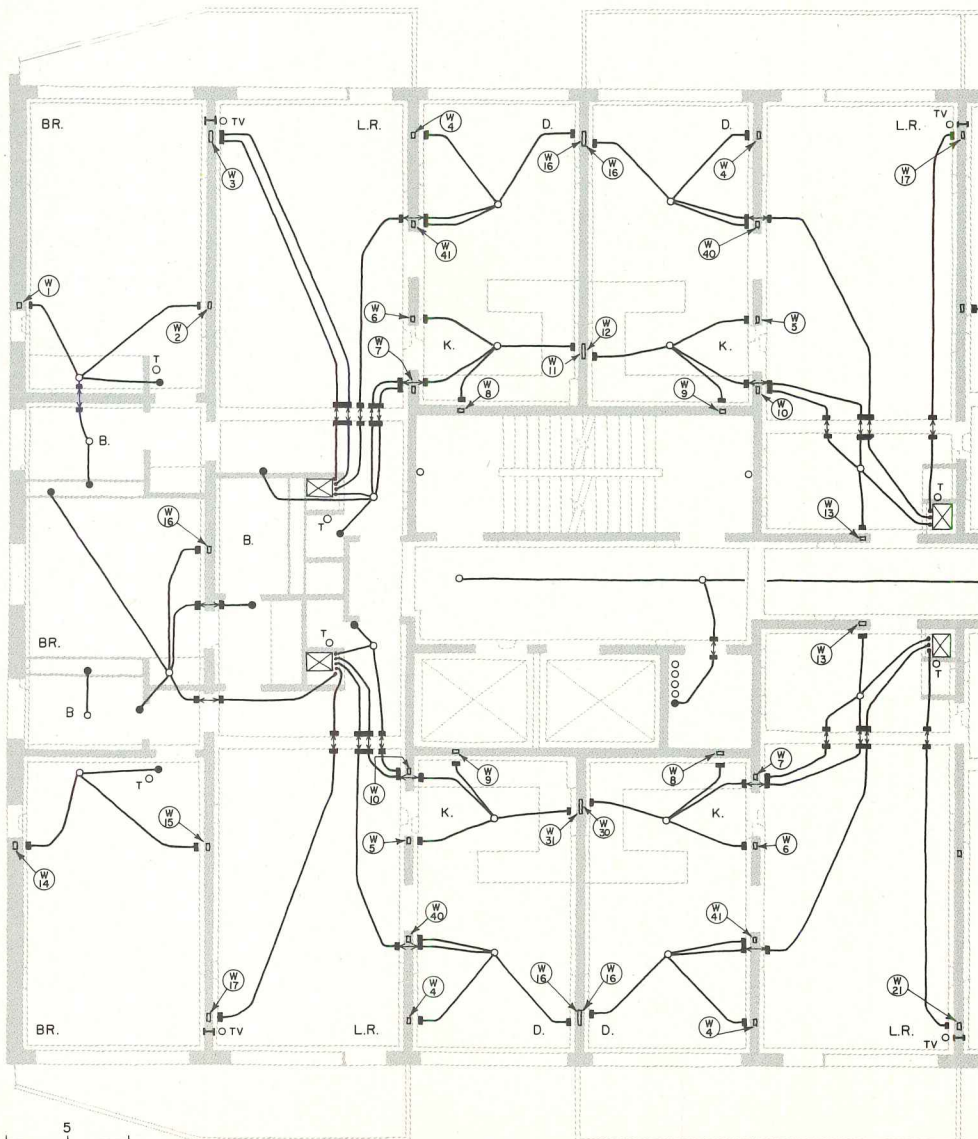 BR.
TV
W 3
L.R.
W 4
D.
W 16
W 16
W 4
D.
L.R.
TV
W 17
W 41
W 40
W 1
W 2
W 6
W 7
K.
W 12
W 11
K.
W 5
T
W 8
W 9
W 10
B.
W 16
B.
T
W 13
T
BR.
T
W 13
T
B
W 9
W 8
W 7
T
W 10
W 15
W 14
K.
W 5
W 31
W 30
K.
W 6
W 40
W 41
W 17
W 4
W 16
W 16
W 4
W 21
BR.
TV
L.R.
D.
D.
L.R.
TV
5